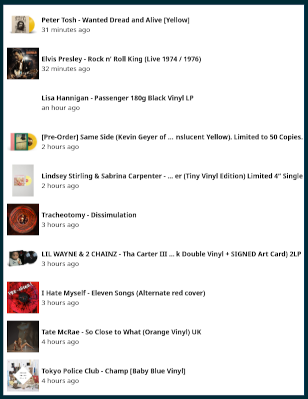 Peter Tosh - Wanted Dread and Alive [Yellow]
31 minutes ago
Elvis Presley - Rock n' Roll King (Live 1974 / 1976)
32 minutes ago
Lisa Hannigan - Passenger 180g Black Vinyl LP
an hour ago
[Pre-Order] Same Side (Kevin Geyer of ... nslucent Yellow). Limited to 50 Copies.
2 hours ago
Lindsey Stirling & Sabrina Carpenter - ... er (Tiny Vinyl Edition) Limited 4" Single
2 hours ago
Tracheotomy - Dissimulation
3 hours ago
LIL WAYNE & 2 CHAINZ - Tha Carter III ... k Double Vinyl + SIGNED Art Card) 2LP
3 hours ago
I Hate Myself - Eleven Songs (Alternate red cover)
3 hours ago
Tate McRae - So Close to What (Orange Vinyl) UK
4 hours ago
Tokyo Police Club - Champ [Baby Blue Vinyl]
4 hours ago